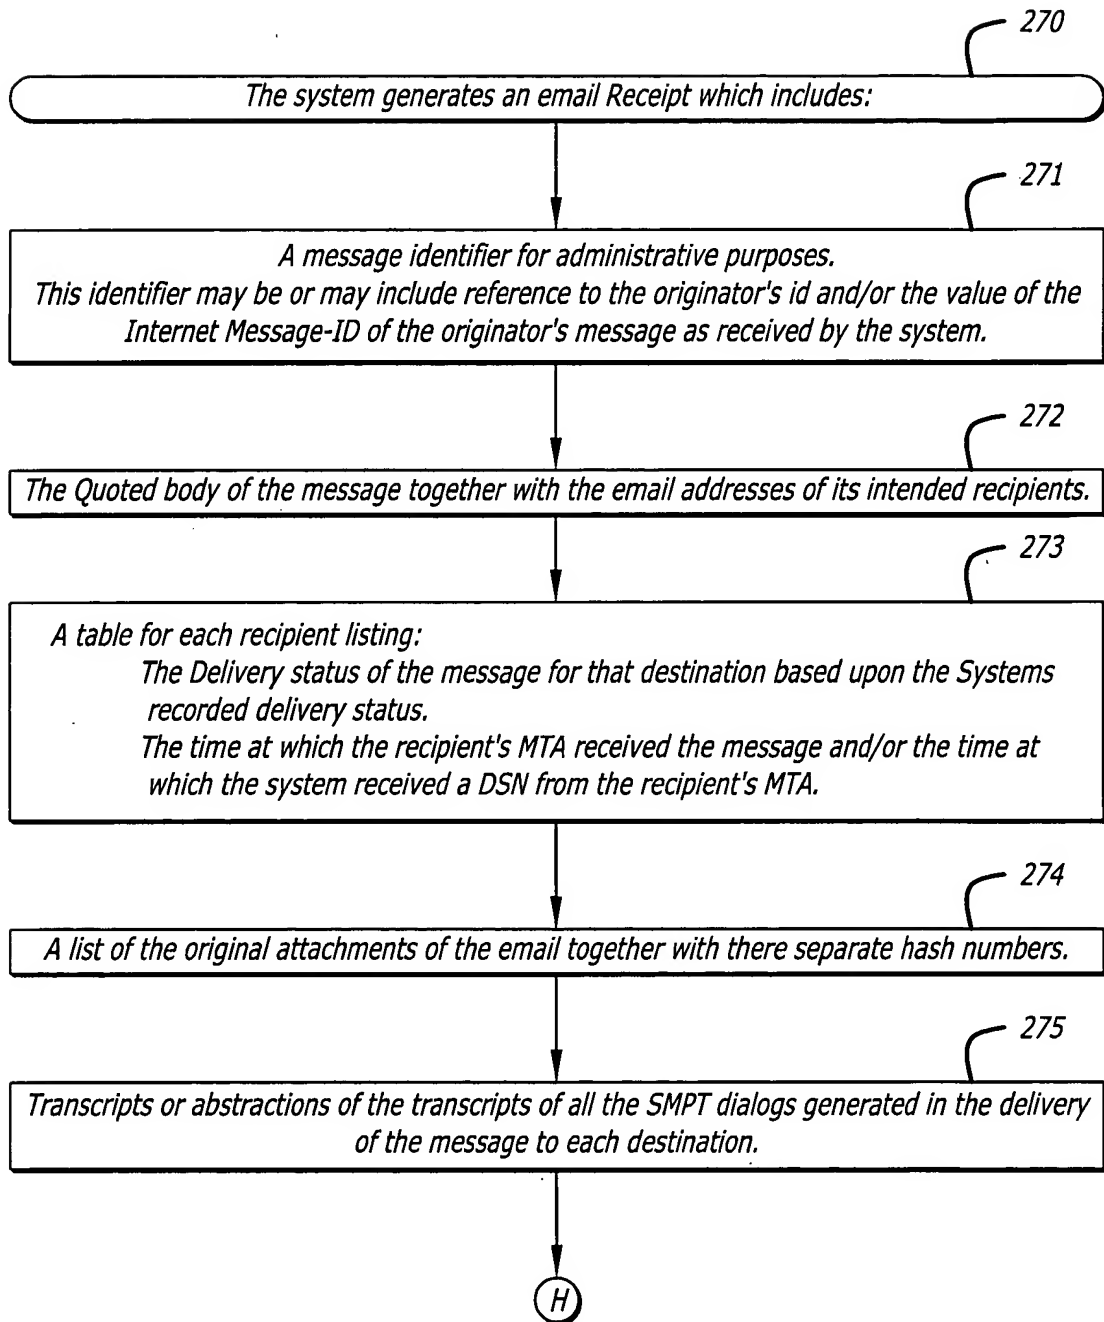 270
The system generates an email Receipt which includes:
271
A message identifier for administrative purposes.
This identifier may be or may include reference to the originator's id and/or the value of the
Internet Message-ID of the originator's message as received by the system.
272
The Quoted body of the message together with the email addresses of its intended recipients.
273
A table for each recipient listing:
The Delivery status of the message for that destination based upon the Systems
recorded delivery status.
The time at which the recipient's MTA received the message and/or the time at
which the system received a DSN from the recipient's MTA.
274
A list of the original attachments of the email together with there separate hash numbers.
275
Transcripts or abstractions of the transcripts of all the SMPT dialogs generated in the delivery
of the message to each destination.
H